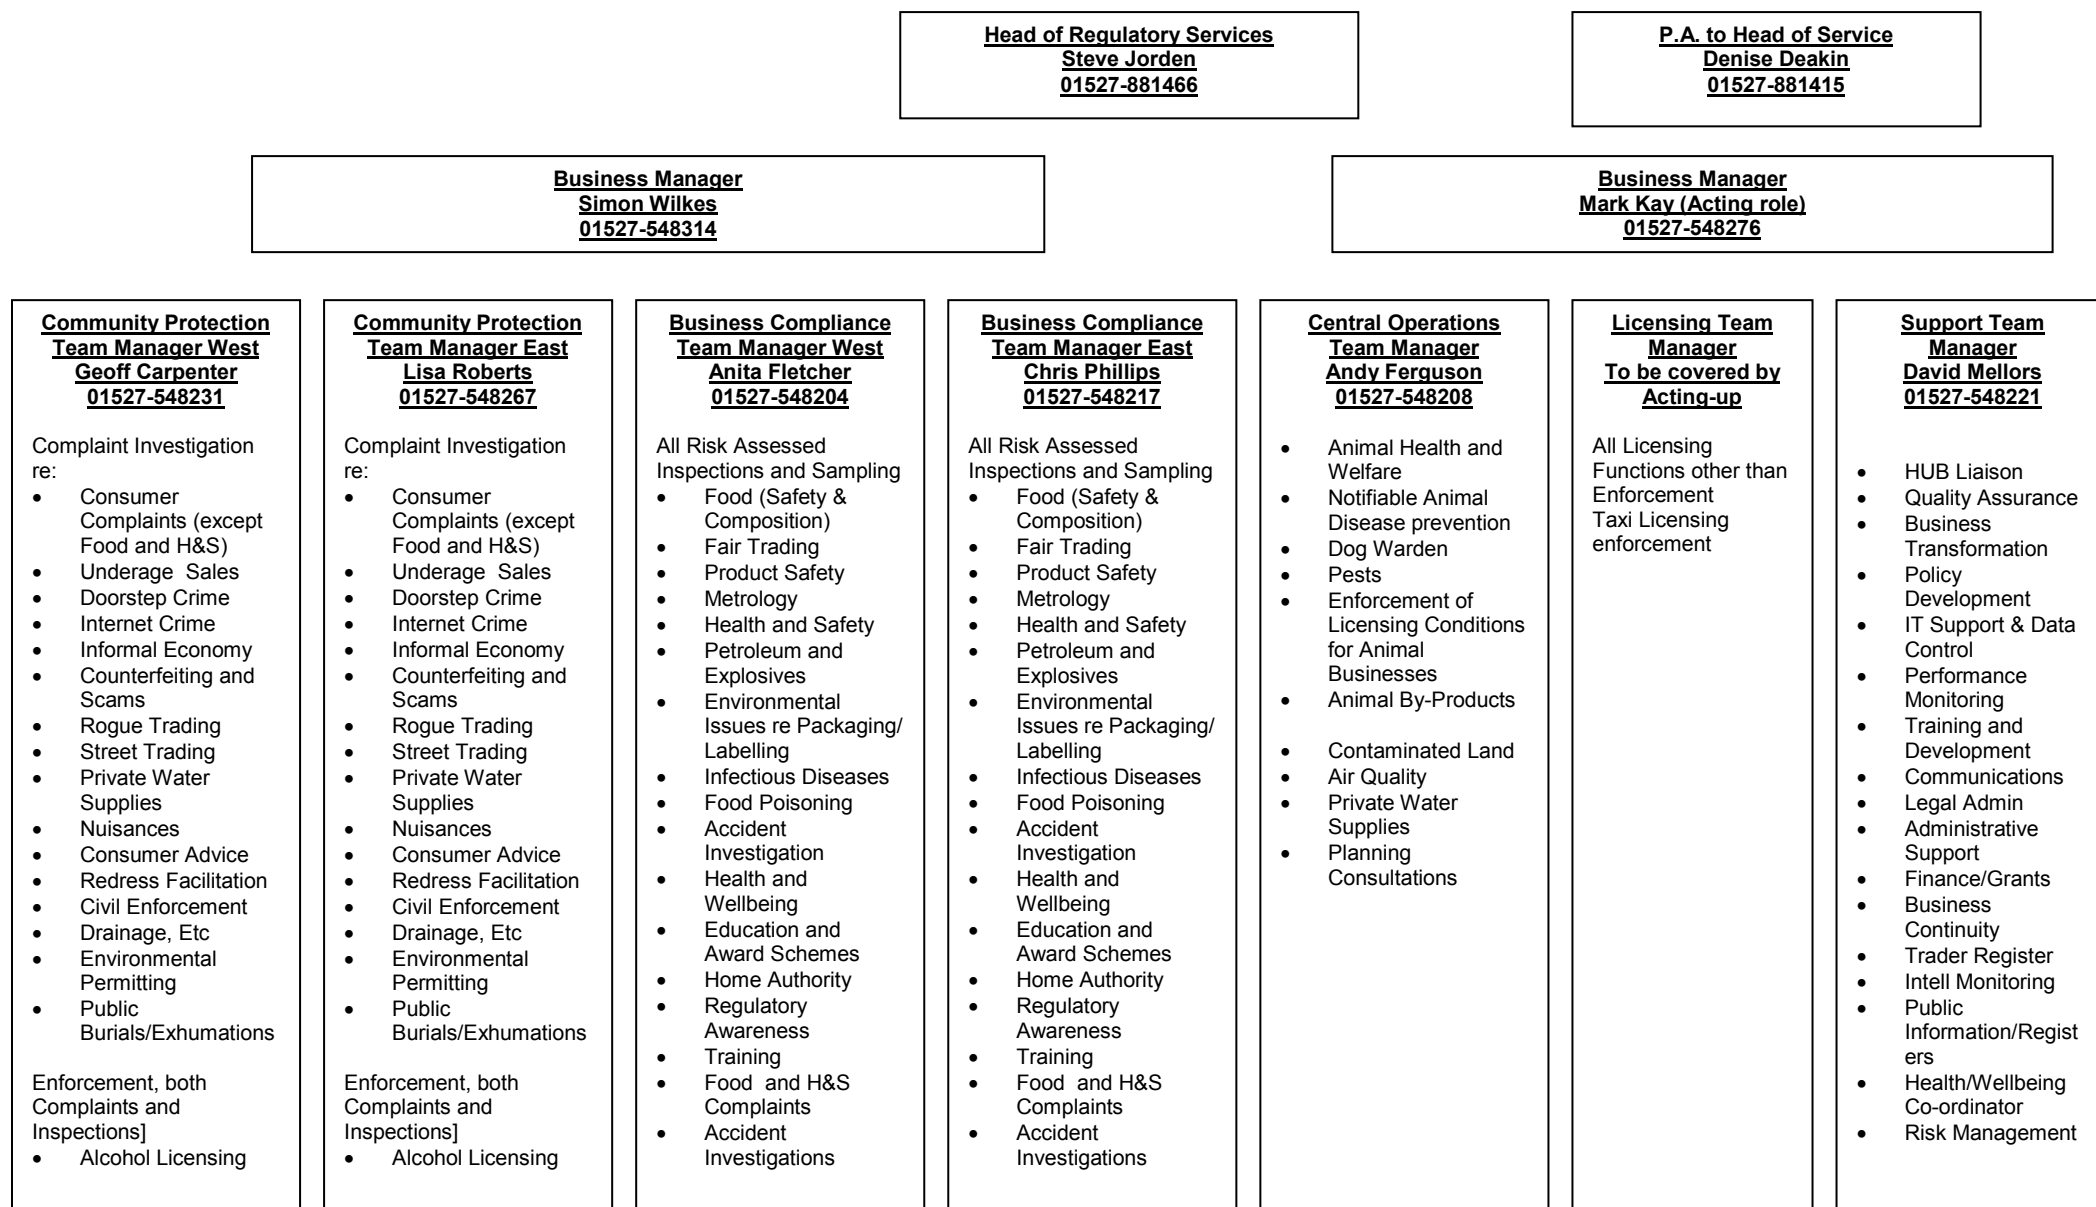 Head of Regulatory Services
Steve Jorden
01527-881466
P.A. to Head of Service
Denise Deakin
01527-881415
Business Manager
Simon Wilkes
01527-548314
Business Manager
Mark Kay (Acting role)
01527-548276
Community Protection
Team Manager West
Geoff Carpenter
01527-548231
Complaint Investigation
re:
• Consumer
Complaints (except
Food and H&S)
• Underage Sales
• Doorstep Crime
• Internet Crime
• Informal Economy
• Counterfeiting and
Scams
• Rogue Trading
• Street Trading
• Private Water
Supplies
• Nuisances
• Consumer Advice
• Redress Facilitation
• Civil Enforcement
• Drainage, Etc
• Environmental
Permitting
• Public
Burials/Exhumations
Enforcement, both
Complaints and
Inspections]
• Alcohol Licensing
Community Protection
Team Manager East
Lisa Roberts
01527-548267
Complaint Investigation
re:
• Consumer
Complaints (except
Food and H&S)
• Underage Sales
• Doorstep Crime
• Internet Crime
• Informal Economy
• Counterfeiting and
Scams
• Rogue Trading
• Street Trading
• Private Water
Supplies
• Nuisances
• Consumer Advice
• Redress Facilitation
• Civil Enforcement
• Drainage, Etc
• Environmental
Permitting
• Public
Burials/Exhumations
Enforcement, both
Complaints and
Inspections]
• Alcohol Licensing
Business Compliance
Team Manager West
Anita Fletcher
01527-548204
All Risk Assessed
Inspections and Sampling
• Food (Safety &
Composition)
• Fair Trading
• Product Safety
• Metrology
• Health and Safety
• Petroleum and
Explosives
• Environmental
Issues re Packaging/
Labelling
• Infectious Diseases
• Food Poisoning
• Accident
Investigation
• Health and
Wellbeing
• Education and
Award Schemes
• Home Authority
• Regulatory
Awareness
• Training
• Food and H&S
Complaints
• Accident
Investigations
Business Compliance
Team Manager East
Chris Phillips
01527-548217
All Risk Assessed
Inspections and Sampling
• Food (Safety &
Composition)
• Fair Trading
• Product Safety
• Metrology
• Health and Safety
• Petroleum and
Explosives
• Environmental
Issues re Packaging/
Labelling
• Infectious Diseases
• Food Poisoning
• Accident
Investigation
• Health and
Wellbeing
• Education and
Award Schemes
• Home Authority
• Regulatory
Awareness
• Training
• Food and H&S
Complaints
• Accident
Investigations
Central Operations
Team Manager
Andy Ferguson
01527-548208
• Animal Health and
Welfare
• Notifiable Animal
Disease prevention
• Dog Warden
• Pests
• Enforcement of
Licensing Conditions
for Animal
Businesses
• Animal By-Products
• Contaminated Land
• Air Quality
• Private Water
Supplies
• Planning
Consultations
Licensing Team
Manager
To be covered by
Acting-up
All Licensing
Functions other than
Enforcement
Taxi Licensing
enforcement
Support Team
Manager
David Mellors
01527-548221
• HUB Liaison
• Quality Assurance
• Business
Transformation
• Policy
Development
• IT Support & Data
Control
• Performance
Monitoring
• Training and
Development
• Communications
• Legal Admin
• Administrative
Support
• Finance/Grants
• Business
Continuity
• Trader Register
• Intell Monitoring
• Public
Information/Regist
ers
• Health/Wellbeing
Co-ordinator
• Risk Management